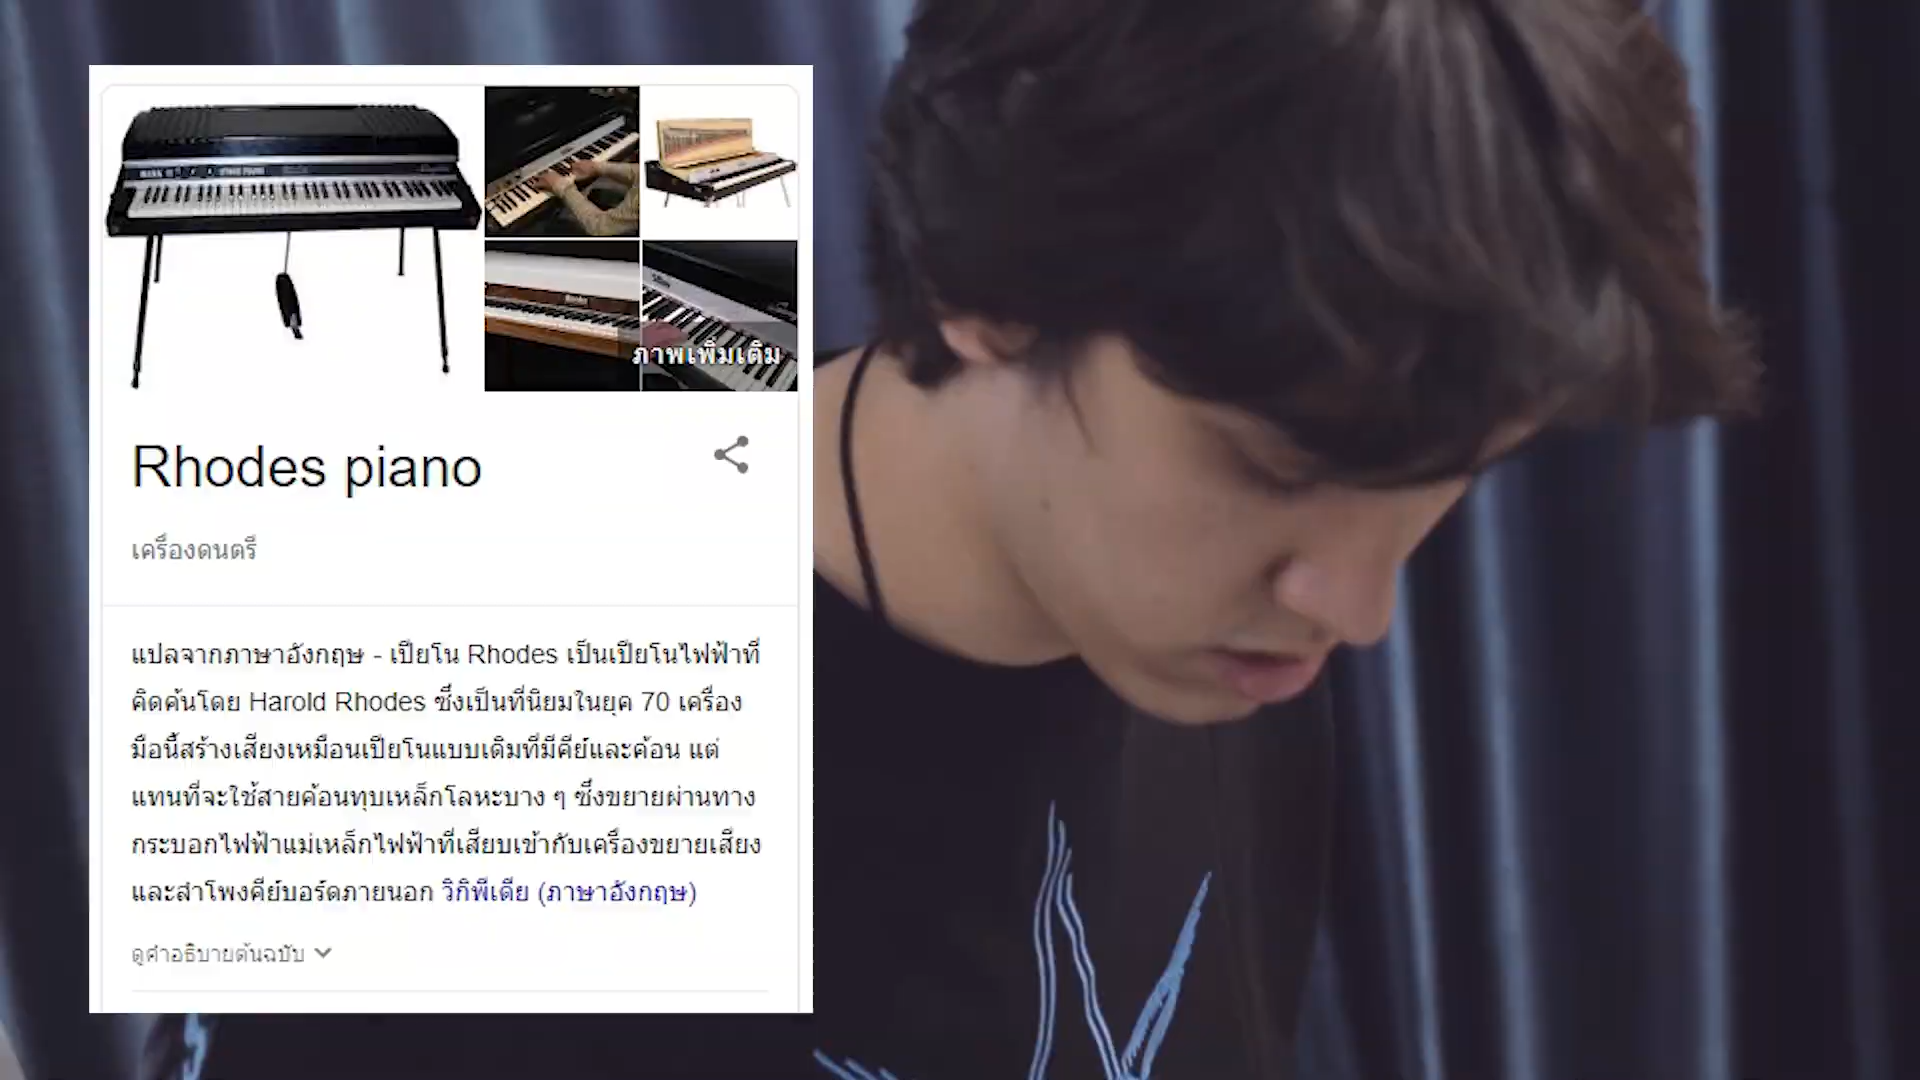 ภาพเพิ่มเติม
Rhodes piano
เครื่องดนตรี
แปลจากภาษาอังกฤษ - เปียโน Rhodes เป็นเปียโนไฟฟ้าที่
คิดค้นโดย Harold Rhodes ซึ่งเป็นที่นิยมในยุค 70 เครื่อง
มือนี้สร้างเสียงเหมือนเปียโนแบบเดิมที่มีคีย์และค้อน แต่
แทนที่จะใช้สายค้อนทุบเหล็กโลหะบาง ๆ ซึ่งขยายผ่านทาง
กระบอกไฟฟ้าแม่เหล็กไฟฟ้าที่เสียบเข้ากับเครื่องขยายเสียง
และลำโพงคีย์บอร์ดภายนอก วิกิพีเดีย (ภาษาอังกฤษ)
ดูคำอธิบายต้นฉบับ